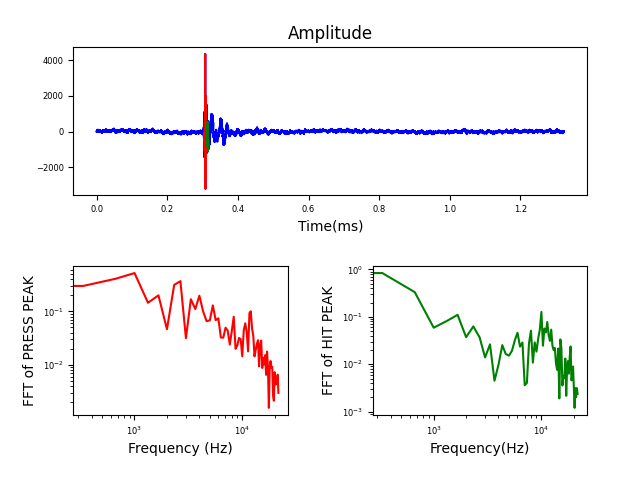 Amplitude
4000
2000
0
−2000
0.0 0.2 0.4 0.6 0.8 1.0 1.2
Time(ms)
FFT of PRESS PEAK
10⁻¹
10⁻²
10³ 10⁴
Frequency (Hz)
FFT of HIT PEAK
10⁰
10⁻¹
10⁻²
10⁻³
10³ 10⁴
Frequency(Hz)